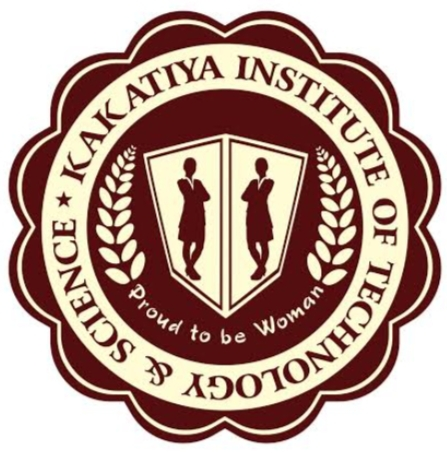 KAKATIYA INSTITUTE OF TECHNOLOGY & SCIENCE
Proud to be Woman